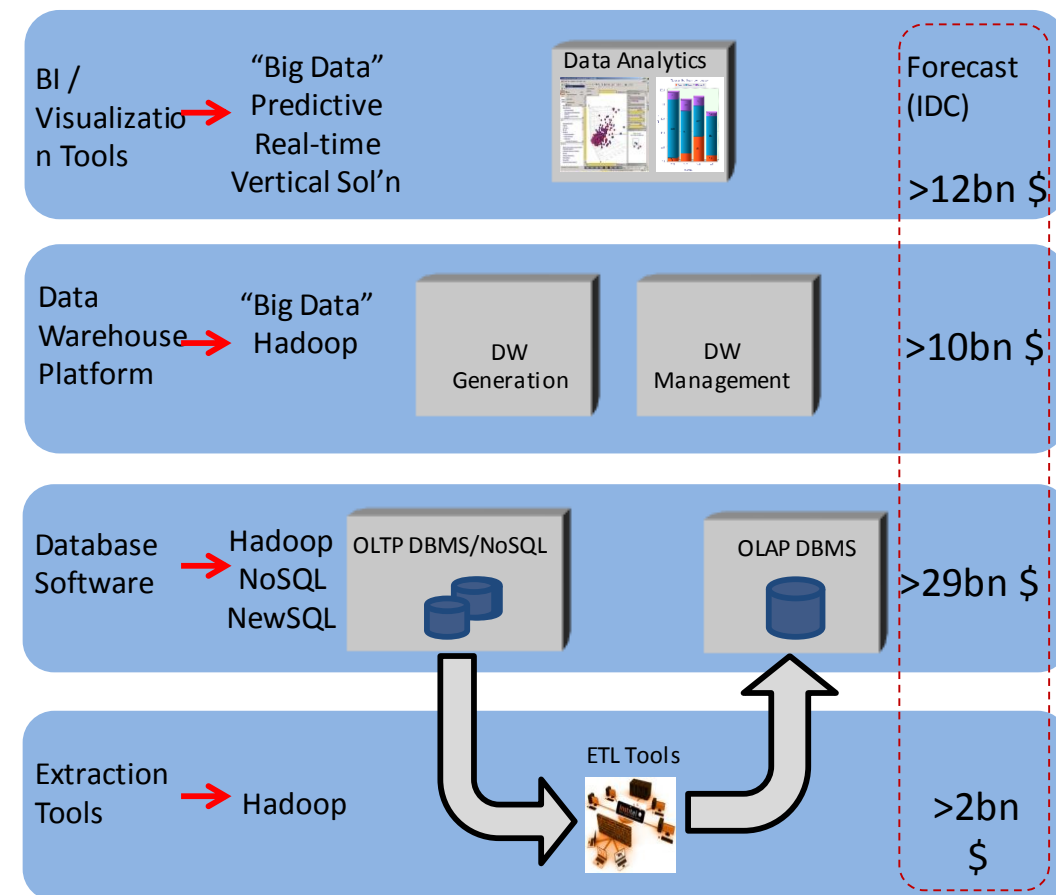 BI /
Visualizatio
n Tools
“Big Data”
Predictive
Real-time
Vertical Sol’n
Data Analytics
Forecast
(IDC)
>12bn $
Data
Warehouse
Platform
“Big Data”
Hadoop
DW
Generation
DW
Management
>10bn $
Database
Software
Hadoop
NoSQL
NewSQL
OLTP DBMS/NoSQL
OLAP DBMS
>29bn $
Extraction
Tools
Hadoop
ETL Tools
>2bn
$